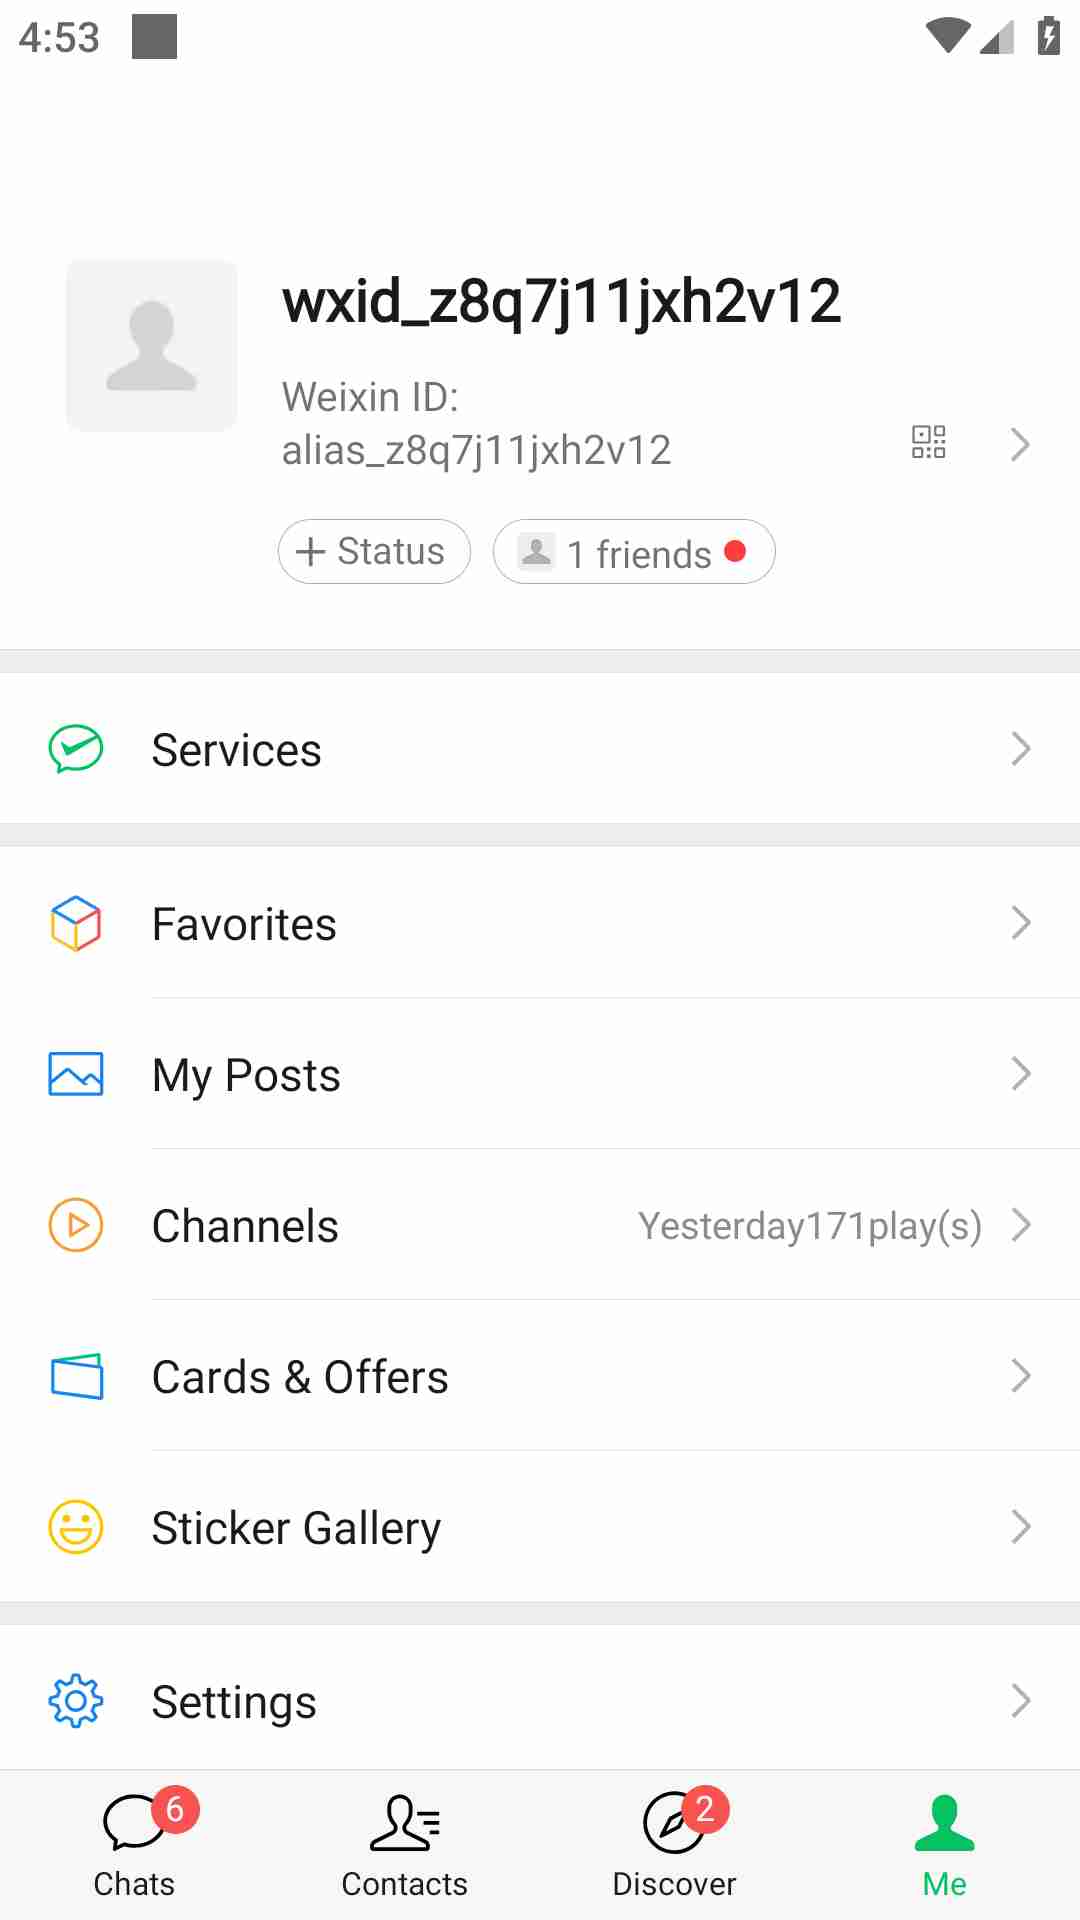 4:53
wxid_z8q7j11jxh2v12
Weixin ID:
alias_z8q7j11jxh2v12
Status
1 friends
Services
Favorites
My Posts
Channels
Yesterday171play(s)
Cards & Offers
Sticker Gallery
Settings
6
2
Chats
Contacts
Discover
Me